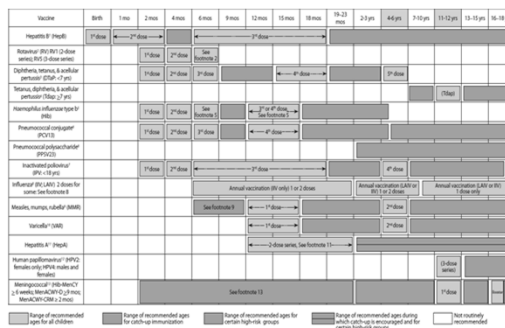 Vaccine Birth 1 mo 2 mos 4 mos 6 mos 9 mos 12 mos 15 mos 18 mos 19–23 mos 2-3 yrs 4-6 yrs 7-10 yrs 11-12 yrs 13–15 yrs 16–18
Hepatitis B¹ (HepB) 1st dose 2nd dose 3rd dose
Rotavirus² (RV) RV1 (2-dose series); RV5 (3-dose series) 1st dose 2nd dose See footnote 2
Diphtheria, tetanus, & acellular pertussis³ (DTaP: <7 yrs) 1st dose 2nd dose 3rd dose 4th dose 5th dose
Tetanus, diphtheria, & acellular pertussis⁴ (Tdap: ≥7 yrs) (Tdap)
Haemophilus influenzae type b⁵ (Hib) 1st dose 2nd dose See footnote 5 3rd or 4th dose, See footnote 5
Pneumococcal conjugate⁶ (PCV13) 1st dose 2nd dose 3rd dose 4th dose
Pneumococcal polysaccharide⁶ (PPSV23)
Inactivated poliovirus⁷ (IPV: <18 yrs) 1st dose 2nd dose 3rd dose 4th dose
Influenza⁸ (IIV; LAIV) 2 doses for some: See footnote 8 Annual vaccination (IIV only) 1 or 2 doses Annual vaccination (LAIV or IIV) 1 or 2 doses Annual vaccination (LAIV or IIV) 1 dose only
Measles, mumps, rubella⁹ (MMR) See footnote 9 1st dose 2nd dose
Varicella¹⁰ (VAR) 1st dose 2nd dose
Hepatitis A¹¹ (HepA) 2-dose series, See footnote 11
Human papillomavirus¹² (HPV2: females only; HPV4: males and females) (3-dose series)
Meningococcal¹³ (Hib-MenCY ≥ 6 weeks; MenACWY-D ≥9 mos; MenACWY-CRM ≥ 2 mos) See footnote 13 1st dose
Range of recommended ages for all children
Range of recommended ages for catch-up immunization
Range of recommended ages for certain high-risk groups
Range of recommended ages during which catch-up is encouraged and for certain high-risk groups
Not routinely recommended